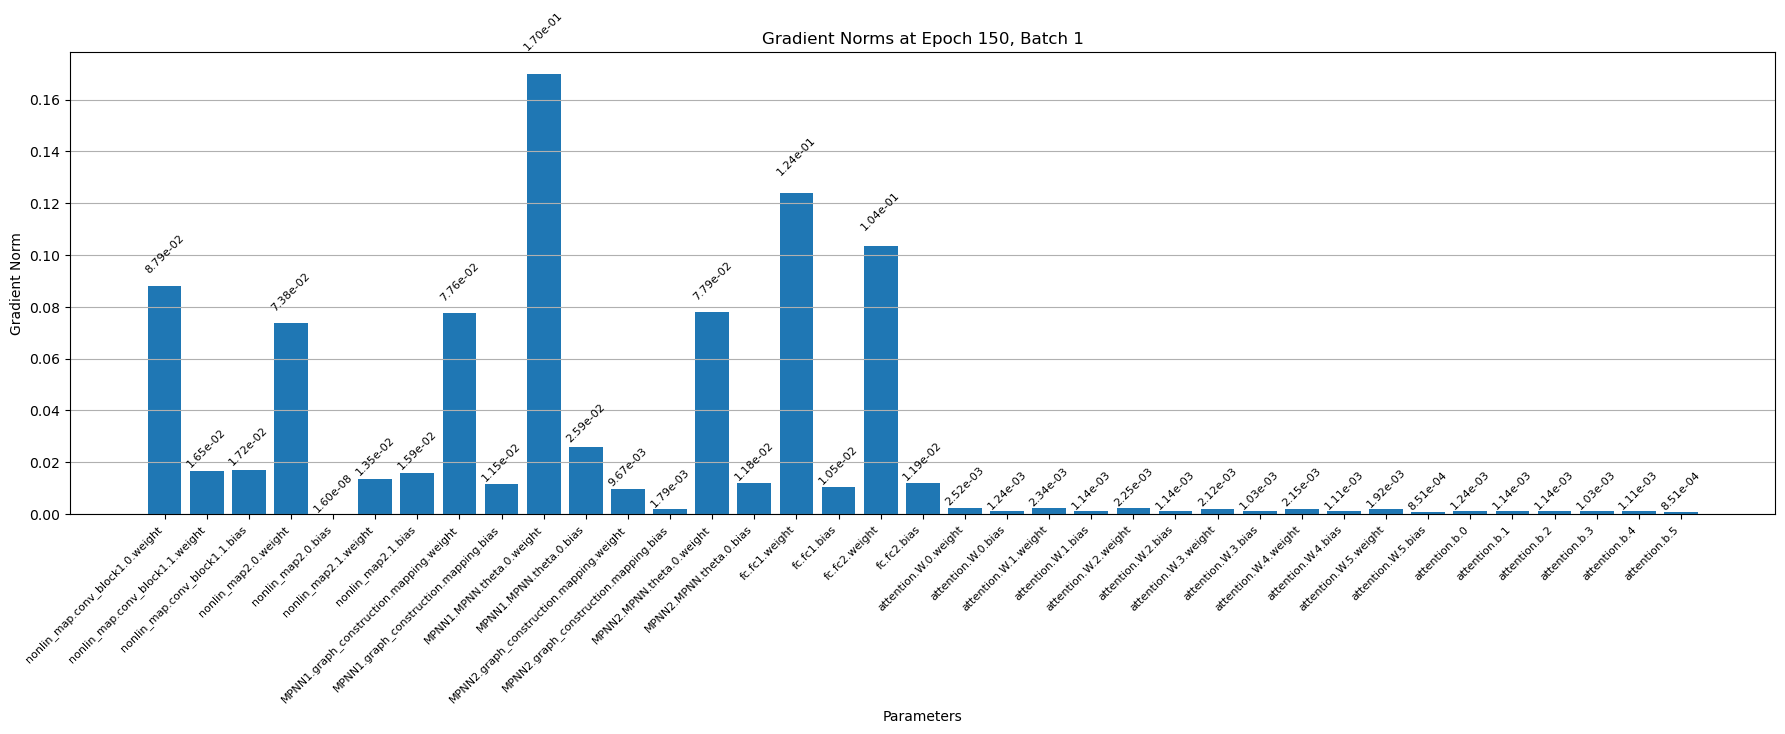 Gradient Norms at Epoch 150, Batch 1
Gradient Norm
0.16
0.14
0.12
0.10
0.08
0.06
0.04
0.02
0.00
8.79e-02
1.65e-02
1.72e-02
7.38e-02
1.60e-08
1.35e-02
1.59e-02
7.76e-02
1.15e-02
1.70e-01
2.59e-02
9.67e-03
1.79e-03
7.79e-02
1.18e-02
1.24e-01
1.05e-02
1.04e-01
1.19e-02
2.52e-03
1.24e-03
2.34e-03
1.14e-03
2.25e-03
1.14e-03
2.12e-03
1.03e-03
2.15e-03
1.11e-03
1.92e-03
8.51e-04
1.24e-03
1.14e-03
1.14e-03
1.03e-03
1.11e-03
8.51e-04
nonlin_map.conv_block1.0.weight
nonlin_map.conv_block1.1.weight
nonlin_map.conv_block1.1.bias
nonlin_map2.0.weight
nonlin_map2.0.bias
nonlin_map2.1.weight
nonlin_map2.1.bias
MPNN1.graph_construction.mapping.weight
MPNN1.graph_construction.mapping.bias
MPNN1.MPNN.theta.0.weight
MPNN1.MPNN.theta.0.bias
MPNN2.graph_construction.mapping.weight
MPNN2.graph_construction.mapping.bias
MPNN2.MPNN.theta.0.weight
MPNN2.MPNN.theta.0.bias
fc.fc1.weight
fc.fc1.bias
fc.fc2.weight
fc.fc2.bias
attention.W.0.weight
attention.W.0.bias
attention.W.1.weight
attention.W.1.bias
attention.W.2.weight
attention.W.2.bias
attention.W.3.weight
attention.W.3.bias
attention.W.4.weight
attention.W.4.bias
attention.W.5.weight
attention.W.5.bias
attention.b.0
attention.b.1
attention.b.2
attention.b.3
attention.b.4
attention.b.5
Parameters